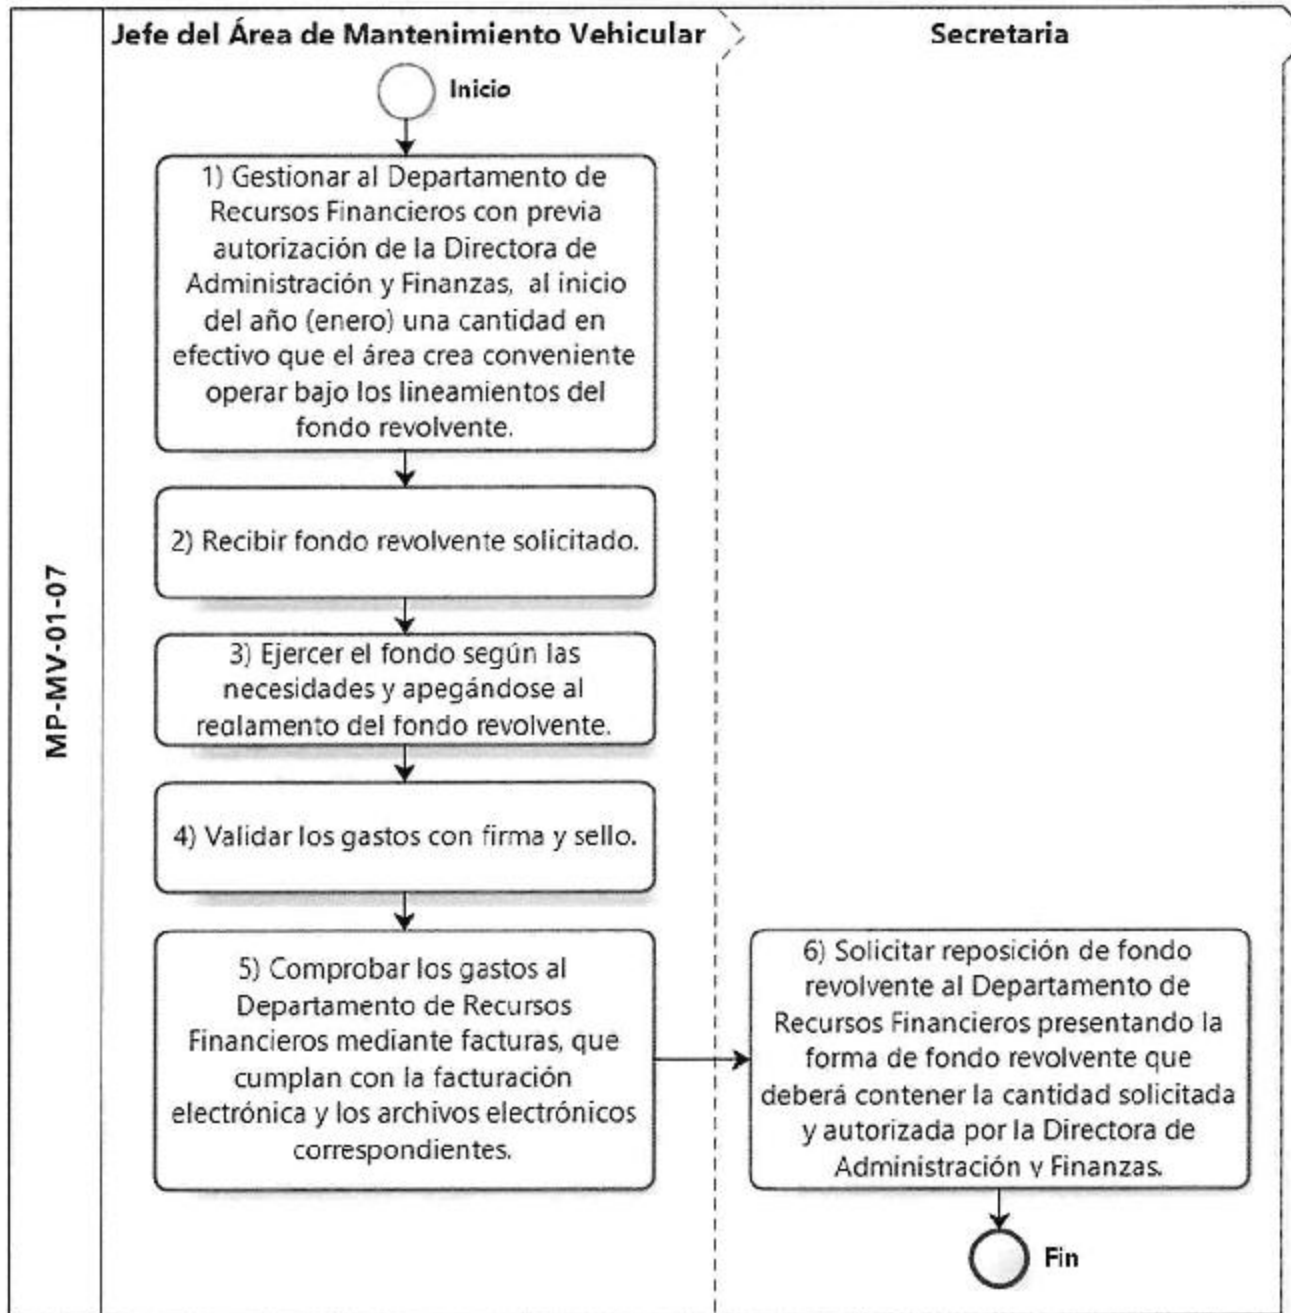 Jefe del Área de Mantenimiento Vehicular
Secretaria
MP-MV-01-07
Inicio
1) Gestionar al Departamento de
Recursos Financieros con previa
autorización de la Directora de
Administración y Finanzas, al inicio
del año (enero) una cantidad en
efectivo que el área crea conveniente
operar bajo los lineamientos del
fondo revolvente.
2) Recibir fondo revolvente solicitado.
3) Ejercer el fondo según las
necesidades y apegándose al
reglamento del fondo revolvente.
4) Validar los gastos con firma y sello.
5) Comprobar los gastos al
Departamento de Recursos
Financieros mediante facturas, que
cumplan con la facturación
electrónica y los archivos electrónicos
correspondientes.
6) Solicitar reposición de fondo
revolvente al Departamento de
Recursos Financieros presentando la
forma de fondo revolvente que
deberá contener la cantidad solicitada
y autorizada por la Directora de
Administración y Finanzas.
Fin